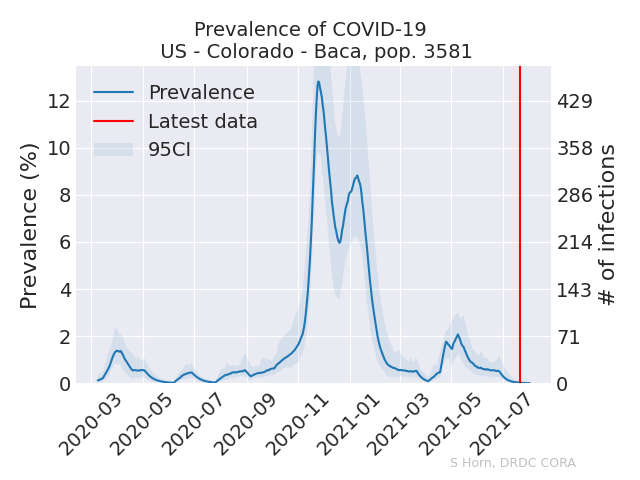 Prevalence of COVID-19
US - Colorado - Baca, pop. 3581
Prevalence
Latest data
95CI
Prevalence (%)
12
10
8
6
4
2
0
# of infections
429
358
286
214
143
71
0
2020-03
2020-05
2020-07
2020-09
2020-11
2021-01
2021-03
2021-05
2021-07
S Horn, DRDC CORA